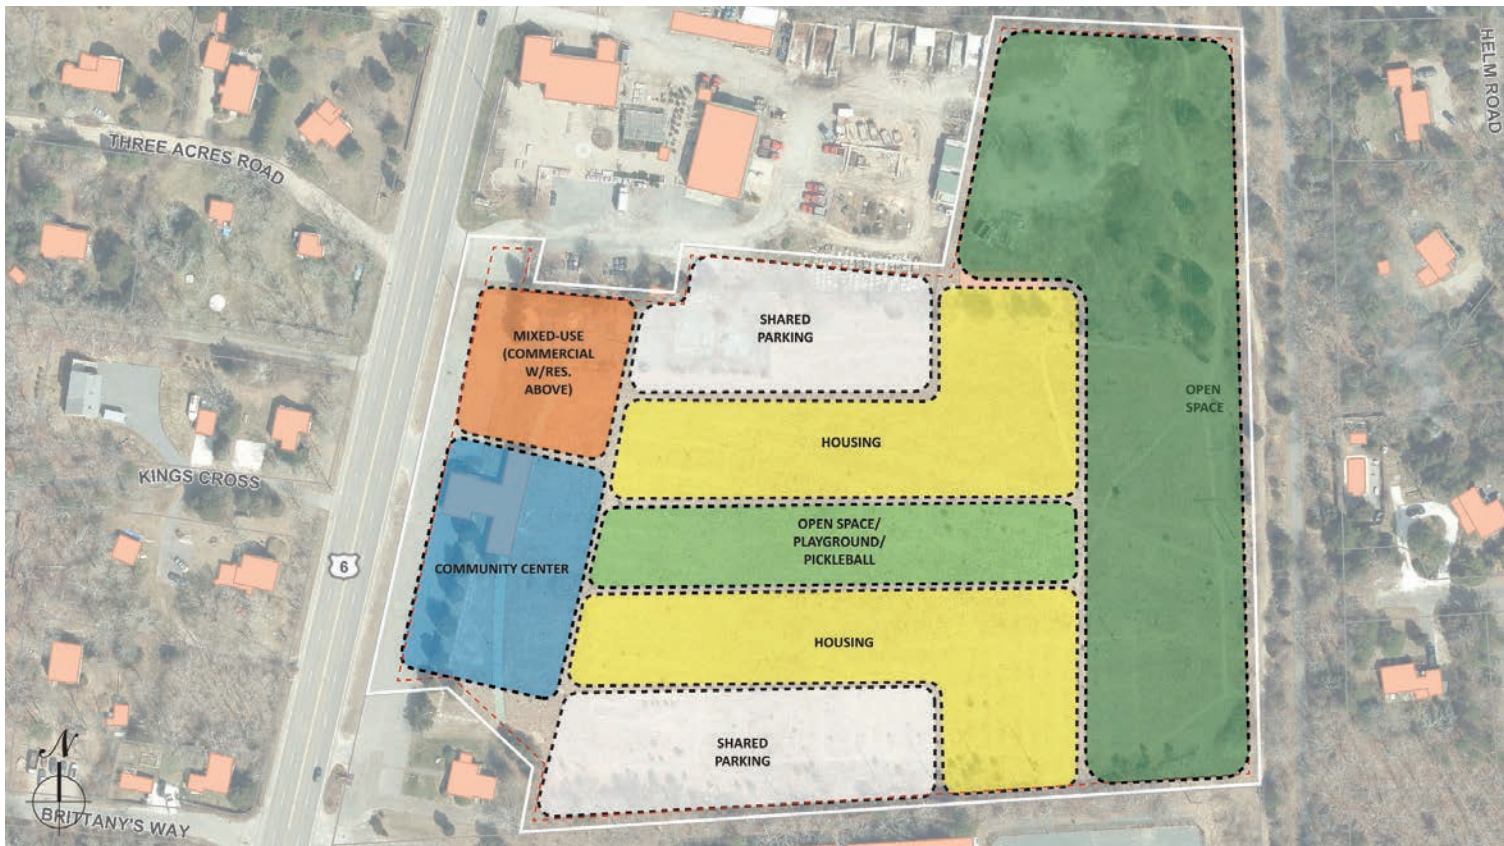 HELM ROAD
THREE ACRES ROAD
SHARED
PARKING
MIXED-USE
(COMMERCIAL
W/RES.
ABOVE)
OPEN
SPACE
HOUSING
KINGS CROSS
OPEN SPACE/
PLAYGROUND/
PICKLEBALL
6
COMMUNITY CENTER
HOUSING
SHARED
PARKING
N
BRITTANY'S WAY